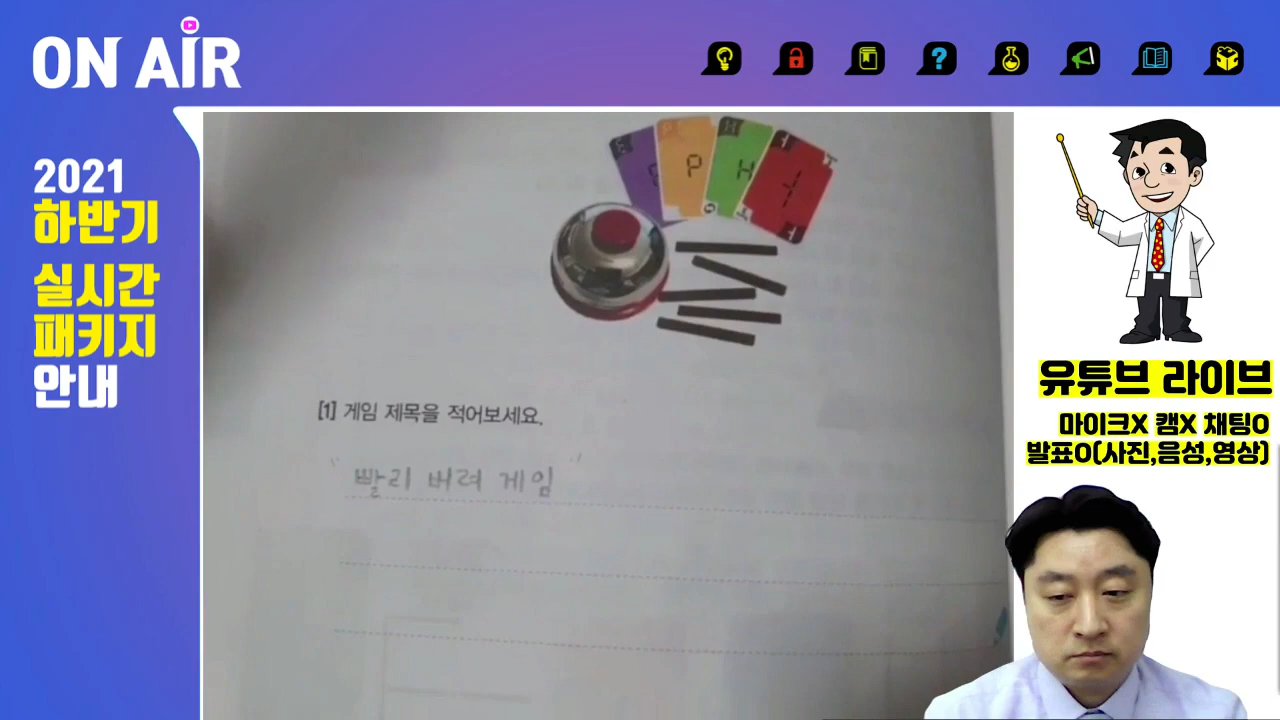 ON AIR
2021
하반기
실시간
패키지
안내
P
H
[1] 게임 제목을 적어보세요.
"빨리 버려 게임"
유튜브 라이브
마이크X 캠X 채팅O
발표O(사진,음성,영상)